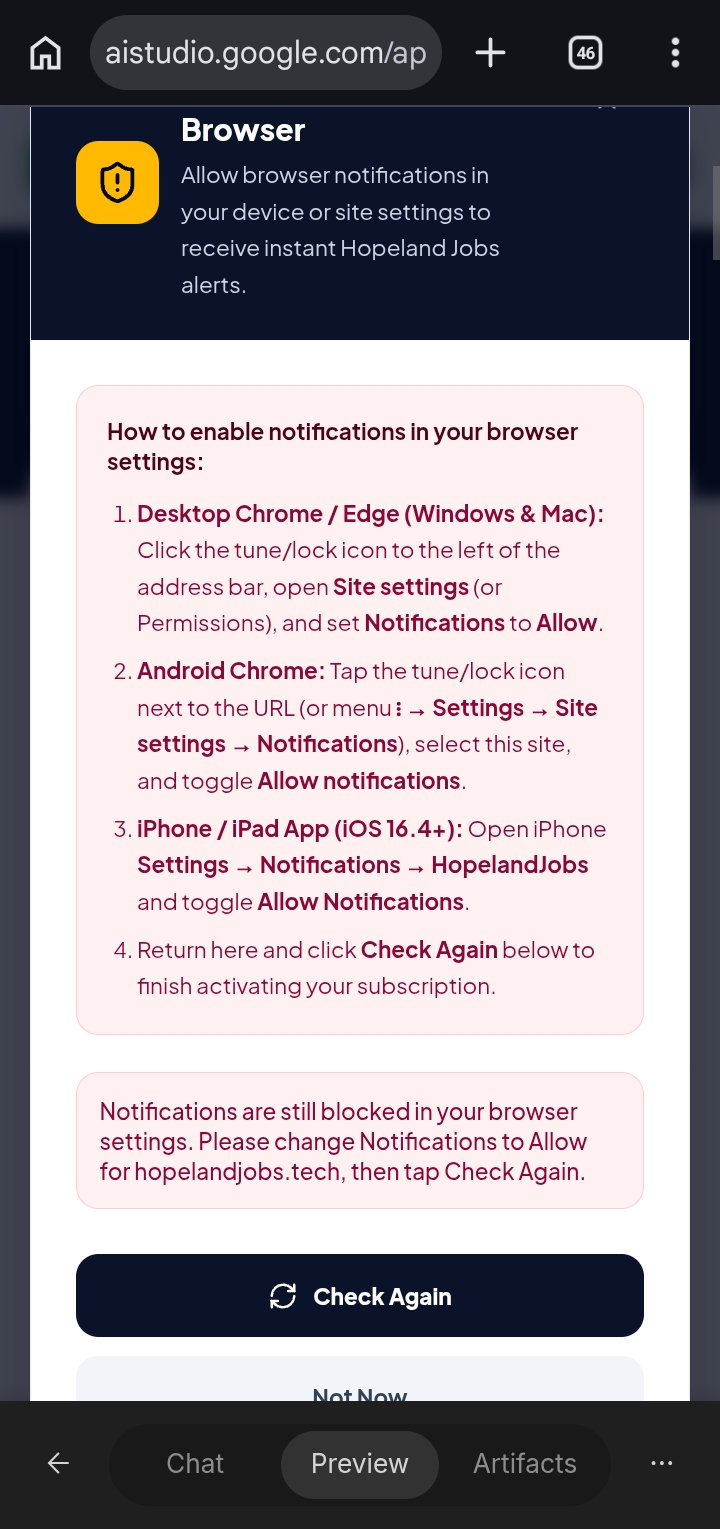 aistudio.google.com/ap
46
Browser
Allow browser notifications in
your device or site settings to
receive instant Hopeland Jobs
alerts.
How to enable notifications in your browser
settings:
1. Desktop Chrome / Edge (Windows & Mac):
Click the tune/lock icon to the left of the
address bar, open Site settings (or
Permissions), and set Notifications to Allow.
2. Android Chrome: Tap the tune/lock icon
next to the URL (or menu ⋮ → Settings → Site
settings → Notifications), select this site,
and toggle Allow notifications.
3. iPhone / iPad App (iOS 16.4+): Open iPhone
Settings → Notifications → HopelandJobs
and toggle Allow Notifications.
4. Return here and click Check Again below to
finish activating your subscription.
Notifications are still blocked in your browser
settings. Please change Notifications to Allow
for hopelandjobs.tech, then tap Check Again.
Check Again
Not Now
Chat Preview Artifacts